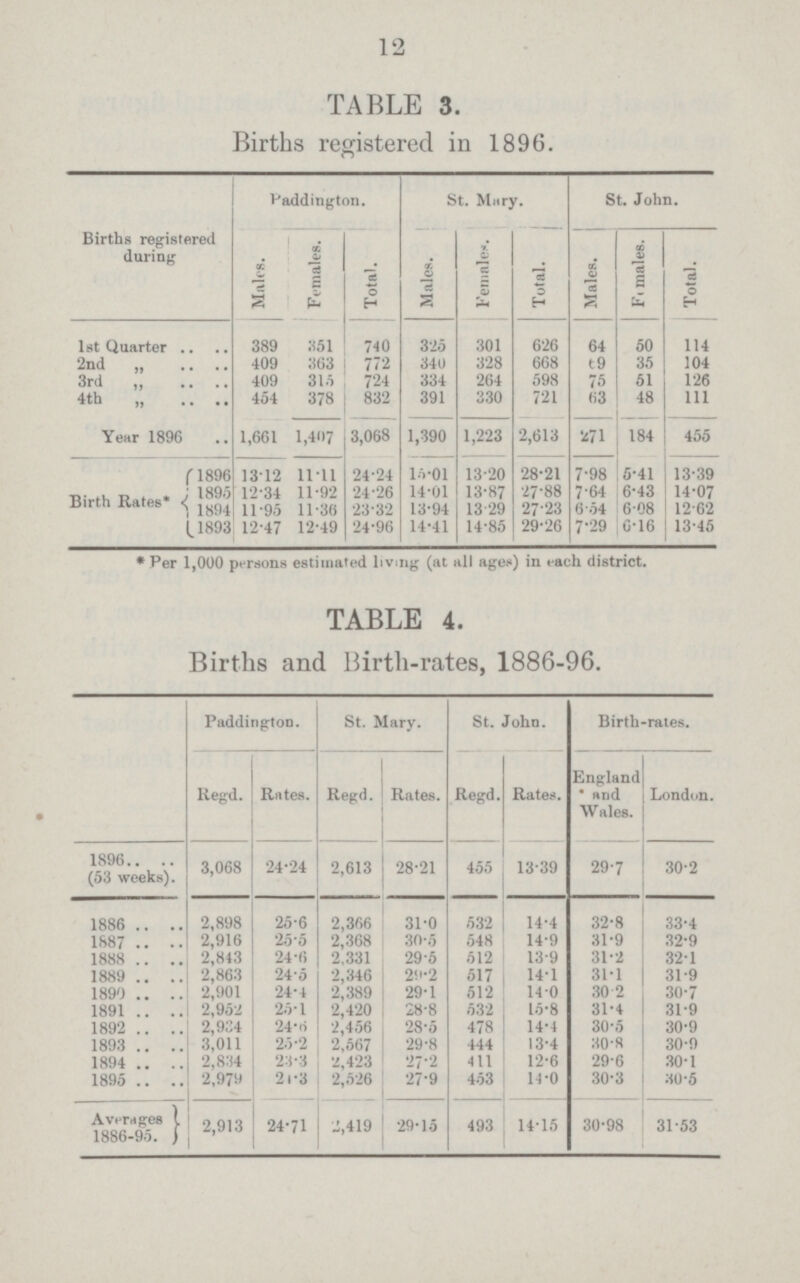 12
TABLE 3.
Births registered in 1896.
Births registered during | Paddington. | St. Mary. | St. John.
Males. | Females. | Total. | Males. | Females. | Total. | Males. | Females. | Total.
1st Quarter .. .. 389 351 740 325 301 626 64 50 114
2nd „ .. .. 409 363 772 340 328 668 69 35 104
3rd „ .. .. 409 315 724 334 264 598 75 51 126
4th „ .. .. 454 378 832 391 330 721 63 48 111
Year 1896 .. 1,661 1,407 3,068 1,390 1,223 2,613 271 184 455
Birth Rates* { 1896 13·12 11·11 24·24 15·01 13·20 28·21 7·98 5·41 13·39
1895 12·34 11·92 24·26 14·01 13·87 27·88 7·64 6·43 14·07
1894 11·95 11·36 23·32 13·94 13·29 27·23 6·54 6·08 12·62
1893 12·47 12·49 24·96 14·41 14·85 29·26 7·29 6·16 13·45
* Per 1,000 persons estimated living (at all ages) in each district.
TABLE 4.
Births and Birth-rates, 1886-96.
Paddington. | St. Mary. | St. John. | Birth-rates.
Regd. | Rates. | Regd. | Rates. | Regd. | Rates. | England and Wales. | London.
1896.. .. (53 weeks). 3,068 24·24 2,613 28·21 455 13·39 29·7 30·2
1886 .. .. 2,898 25·6 2,366 31·0 532 14·4 32·8 33·4
1887 .. .. 2,916 25·5 2,368 30·5 548 14·9 31·9 32·9
1888 .. .. 2,843 24·6 2,331 29·5 512 13·9 31·2 32·1
1889 .. .. 2,863 24·5 2,346 29·2 517 14·1 31·1 31·9
1890 .. .. 2,901 24·4 2,389 29·1 512 14·0 30·2 30·7
1891 .. .. 2,952 25·1 2,420 28·8 532 15·8 31·4 31·9
1892 .. .. 2,934 24·6 2,456 28·5 478 14·4 30·5 30·9
1893 .. .. 3,011 25·2 2,567 29·8 444 13·4 30·8 30·9
1894 .. .. 2,834 23·3 2,423 27·2 411 12·6 29·6 30·1
1895 .. .. 2,979 24·3 2,526 27·9 453 14·0 30·3 30·5
Averages 1886-95. } 2,913 24·71 2,419 29·15 493 14·15 30·98 31·53